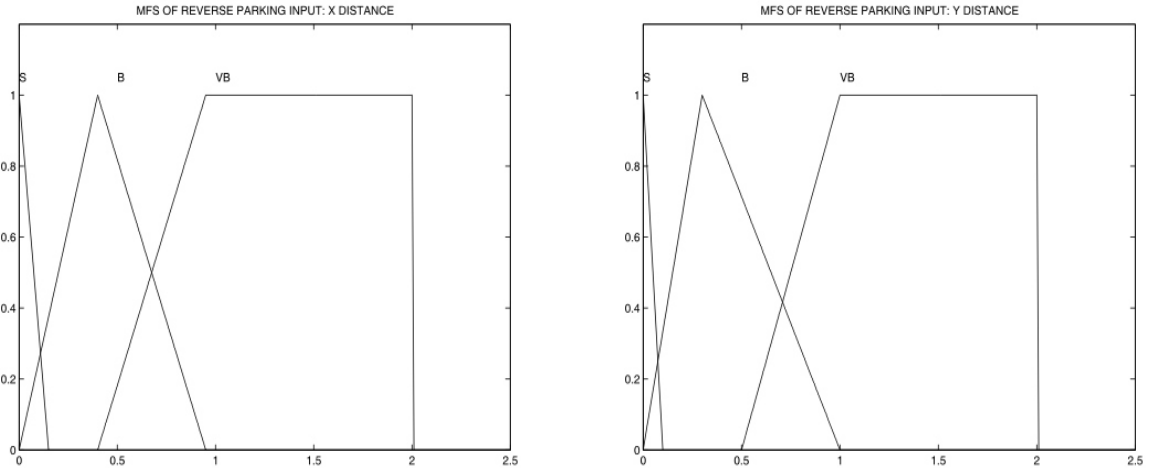 MFS OF REVERSE PARKING INPUT: X DISTANCE
S B VB
1
0.8
0.6
0.4
0.2
0
0 0.5 1 1.5 2 2.5
MFS OF REVERSE PARKING INPUT: Y DISTANCE
S B VB
1
0.8
0.6
0.4
0.2
0
0 0.5 1 1.5 2 2.5